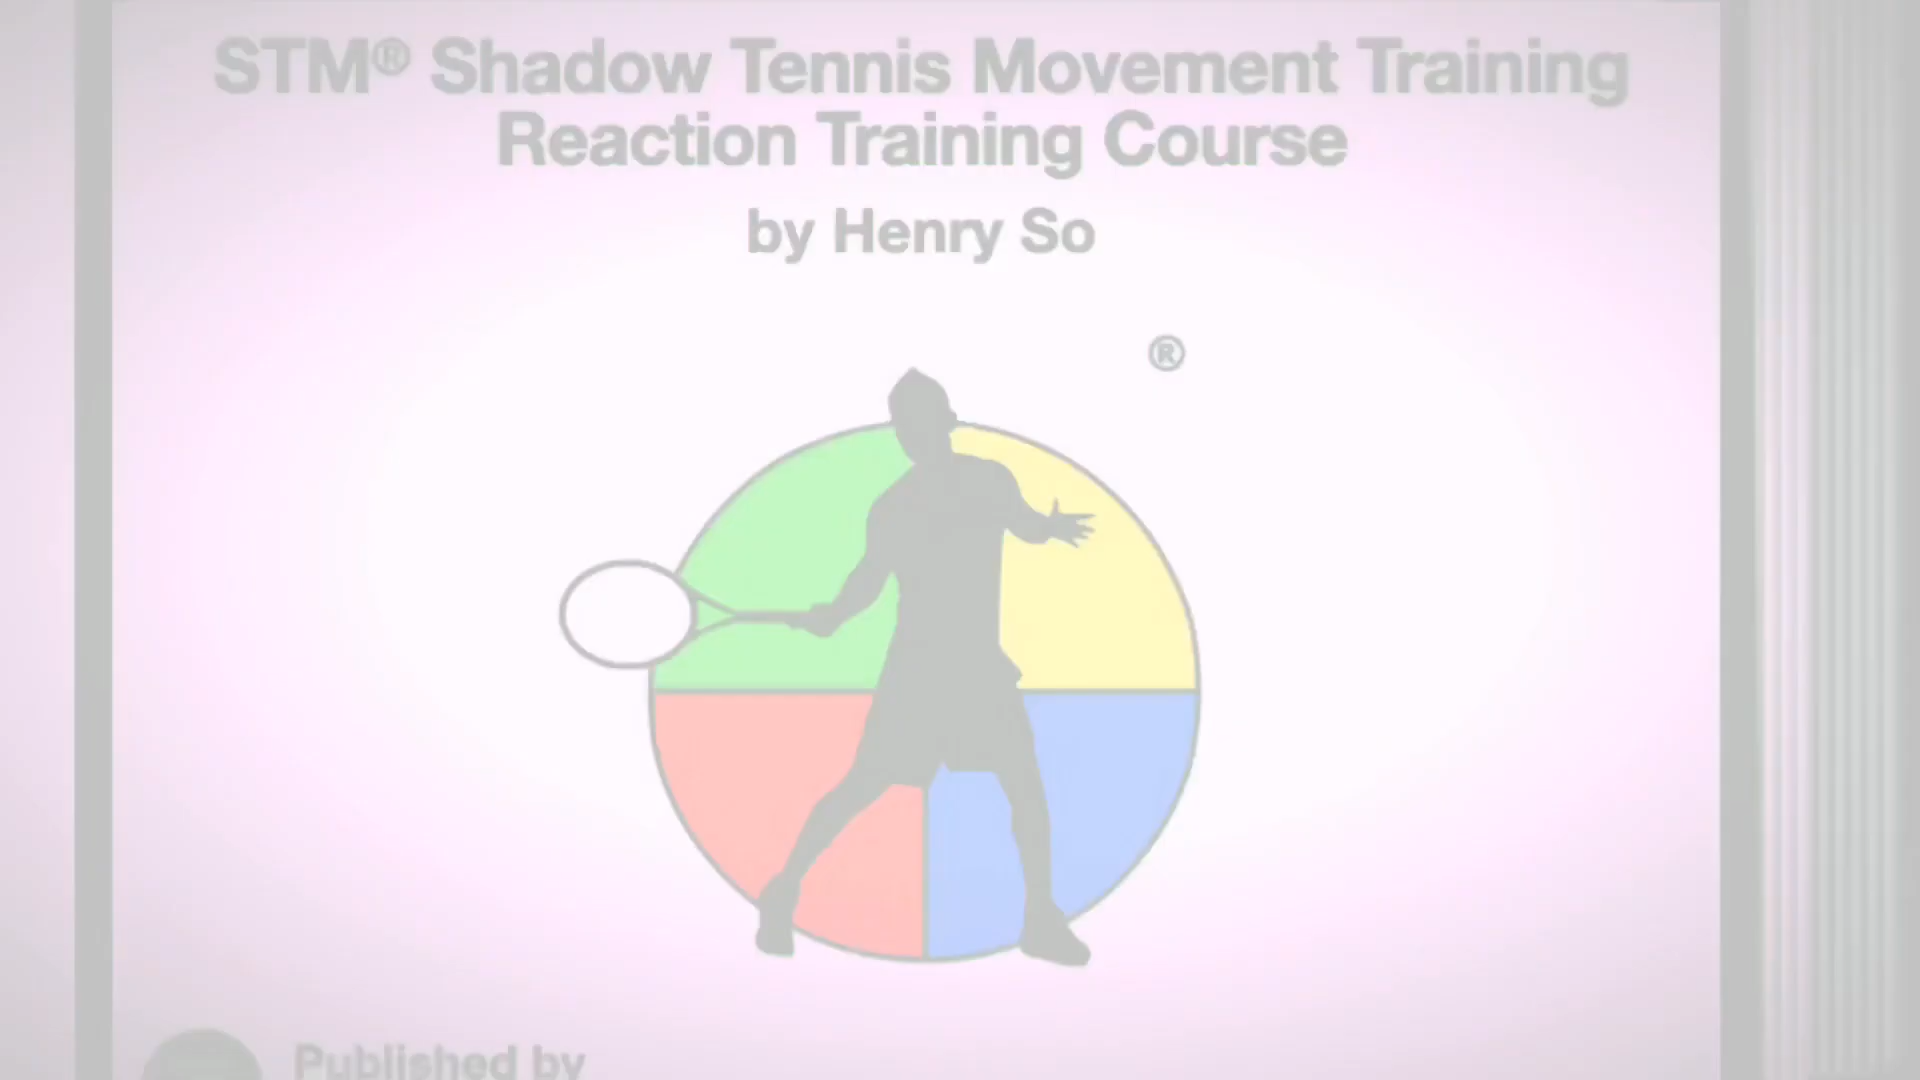 STM® Shadow Tennis Movement Training
Reaction Training Course
by Henry So
®
Published by